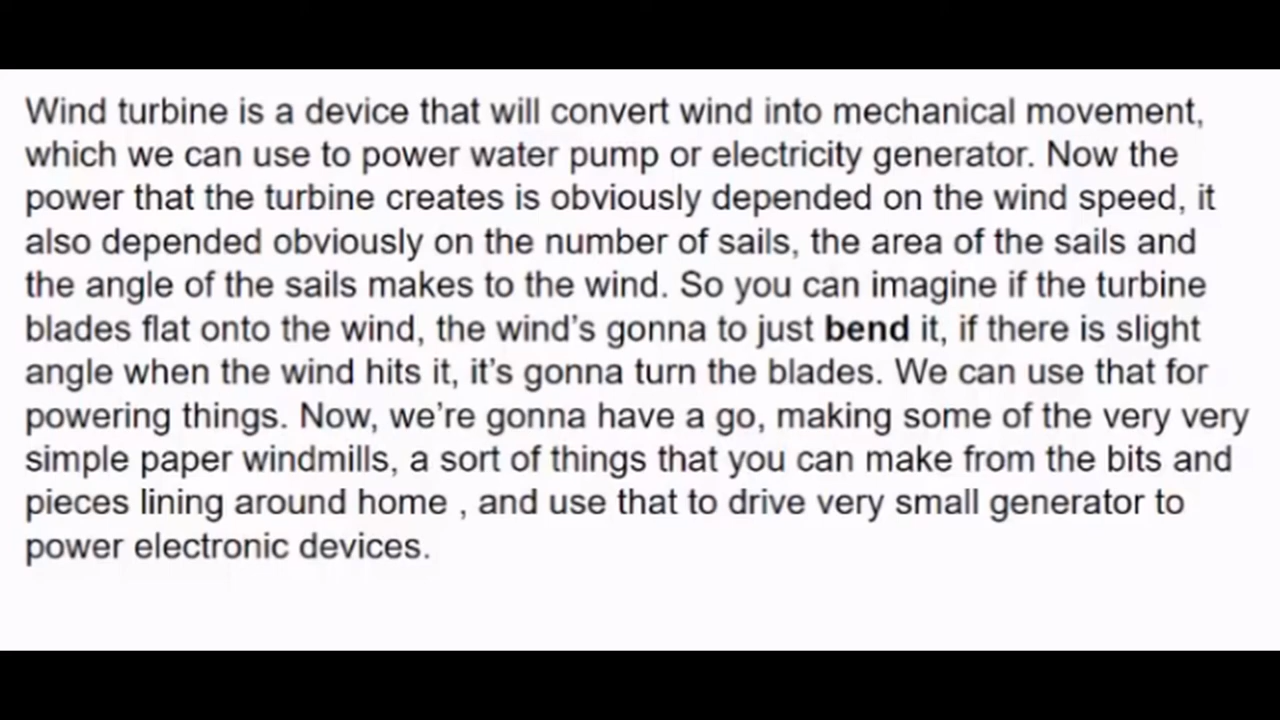 Wind turbine is a device that will convert wind into mechanical movement,
which we can use to power water pump or electricity generator. Now the
power that the turbine creates is obviously depended on the wind speed, it
also depended obviously on the number of sails, the area of the sails and
the angle of the sails makes to the wind. So you can imagine if the turbine
blades flat onto the wind, the wind's gonna to just bend it, if there is slight
angle when the wind hits it, it's gonna turn the blades. We can use that for
powering things. Now, we're gonna have a go, making some of the very very
simple paper windmills, a sort of things that you can make from the bits and
pieces lining around home , and use that to drive very small generator to
power electronic devices.